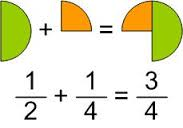 + =
1/2 + 1/4 = 3/4